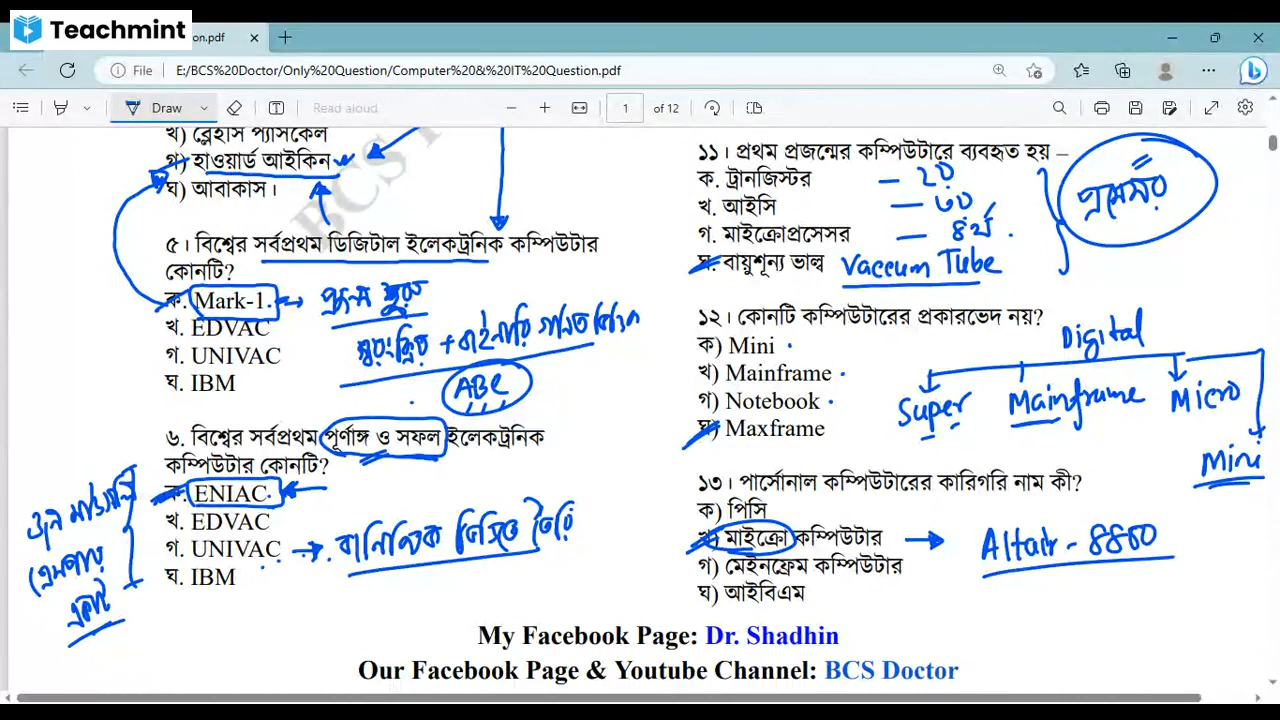 Teachmint
on.pdf
File E:/BCS%20Doctor/Only%20Question/Computer%20&%20IT%20Question.pdf
Draw Read aloud 1 of 12
খ) ব্লেইস প্যাসকেল
গ) হাওয়ার্ড আইকিন
ঘ) আবাকাস।
৫। বিশ্বের সর্বপ্রথম ডিজিটাল ইলেকট্রনিক কম্পিউটার
কোনটি?
ক. Mark-1.
খ. EDVAC
গ. UNIVAC
ঘ. IBM
ABC
৬. বিশ্বের সর্বপ্রথম পূর্ণাঙ্গ ও সফল ইলেকট্রনিক
কম্পিউটার কোনটি?
ক. ENIAC.
খ. EDVAC
গ. UNIVAC
ঘ. IBM
বানিজ্যিক ভিত্তিতে তৈরি
১১। প্রথম প্রজন্মের কম্পিউটারে ব্যবহৃত হয় –
ক. ট্রানজিস্টর – ২য়
খ. আইসি – ৩য়
গ. মাইক্রোপ্রসেসর – ৪র্থ
ঘ. বায়ুশূন্য ভাল্ব Vaccum Tube
প্রসেসর
১২। কোনটি কম্পিউটারের প্রকারভেদ নয়?
ক) Mini
খ) Mainframe
গ) Notebook
ঘ) Maxframe
Digital
Super Mainframe Micro
Mini
১৩। পার্সোনাল কম্পিউটারের কারিগরি নাম কী?
ক) পিসি
খ) মাইক্রো কম্পিউটার
গ) মেইনফ্রেম কম্পিউটার
ঘ) আইবিএম
Altair - 8800
My Facebook Page: Dr. Shadhin
Our Facebook Page & Youtube Channel: BCS Doctor